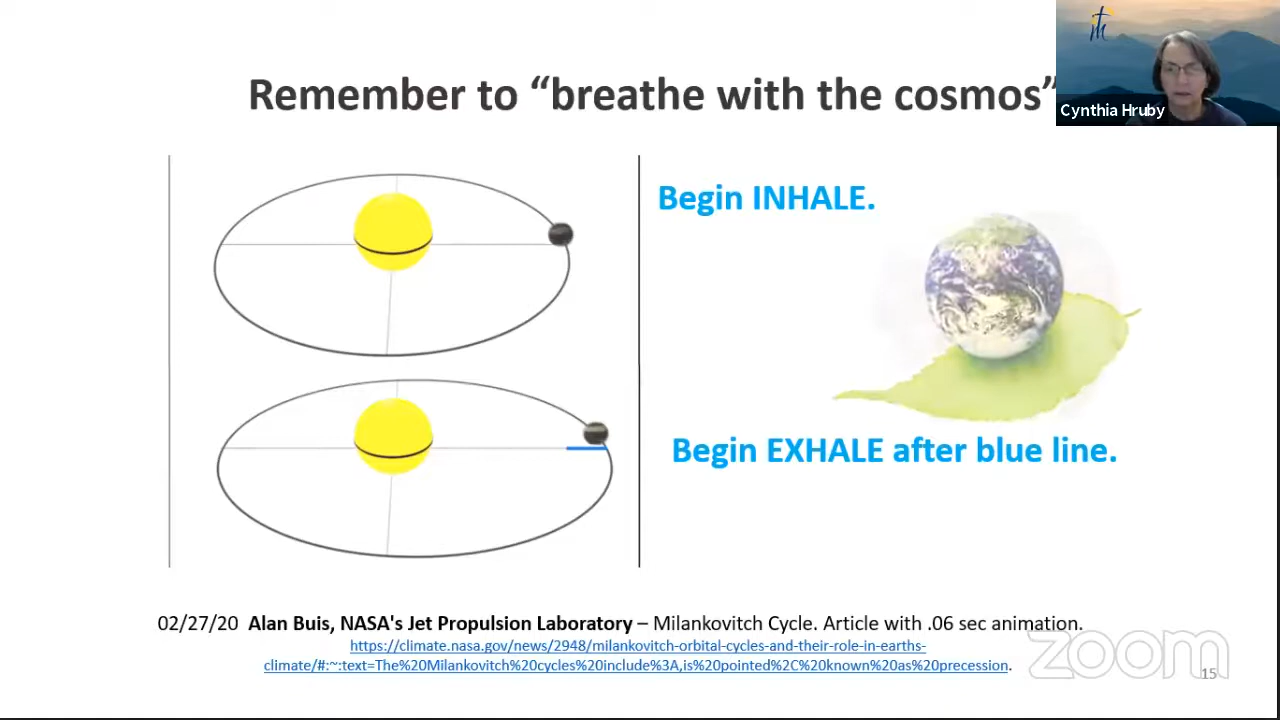 Remember to “breathe with the cosmos”
Cynthia Hruby
Begin INHALE.
Begin EXHALE after blue line.
02/27/20 Alan Buis, NASA's Jet Propulsion Laboratory – Milankovitch Cycle. Article with .06 sec animation.
https://climate.nasa.gov/news/2948/milankovitch-orbital-cycles-and-their-role-in-earths-
climate/#:~:text=The%20Milankovitch%20cycles%20include%3A,is%20pointed%2C%20known%20as%20precession.
zoom
15